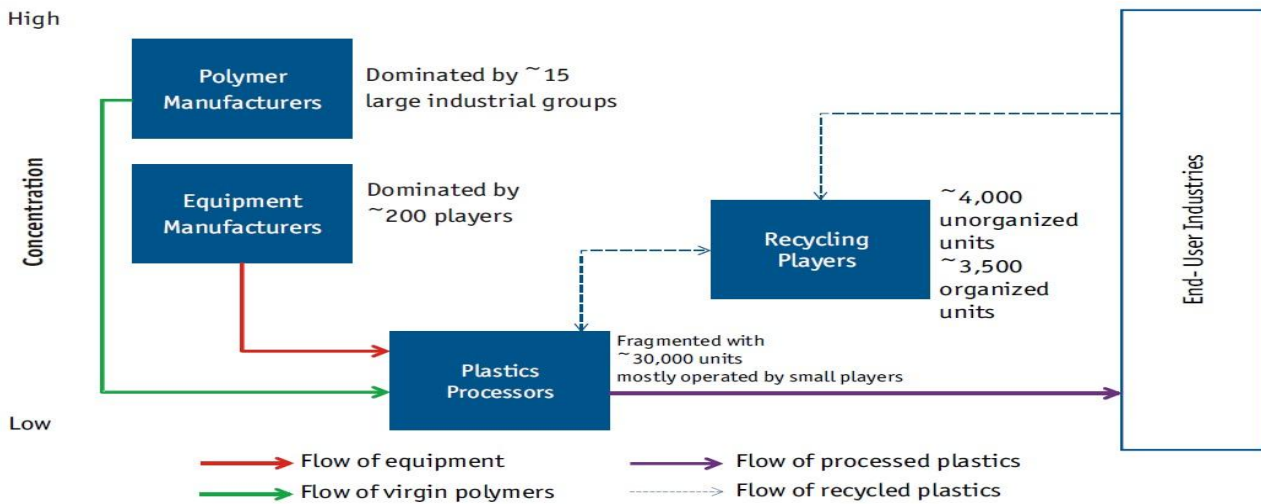 High
Polymer
Manufacturers
Dominated by ~15
large industrial groups
Concentration
Equipment
Manufacturers
Dominated by
~200 players
Recycling
Players
~4,000
unorganized
units
~3,500
organized
units
End-User Industries
Plastics
Processors
Fragmented with
~30,000 units
mostly operated by small players
Low
Flow of equipment
Flow of processed plastics
Flow of virgin polymers
Flow of recycled plastics